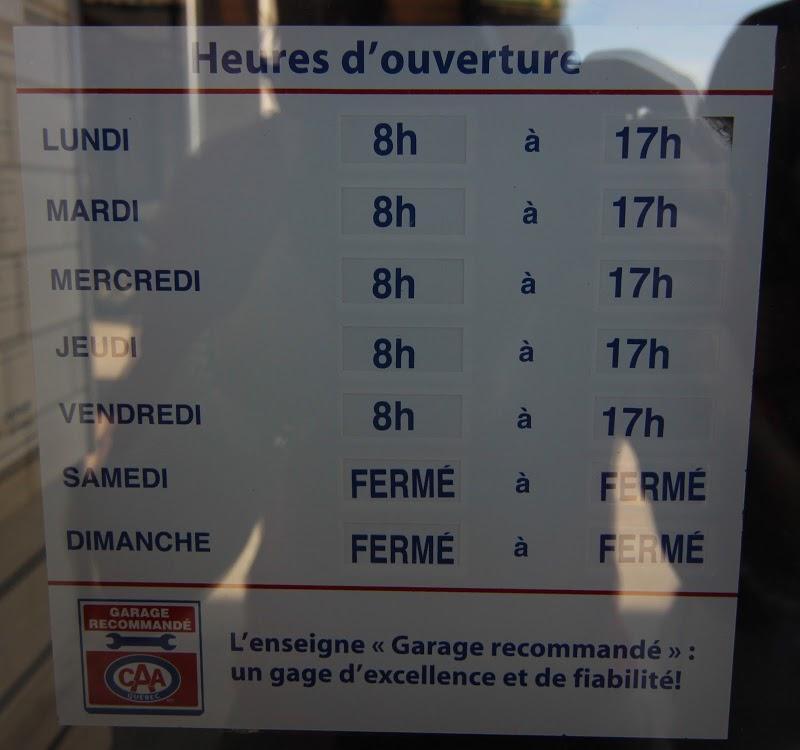 Heures d'ouverture
LUNDI 8h à 17h
MARDI 8h à 17h
MERCREDI 8h à 17h
JEUDI 8h à 17h
VENDREDI 8h à 17h
SAMEDI FERMÉ à FERMÉ
DIMANCHE FERMÉ à FERMÉ
GARAGE
RECOMMANDÉ
CAA
QUÉBEC
L'enseigne « Garage recommandé » :
un gage d'excellence et de fiabilité!